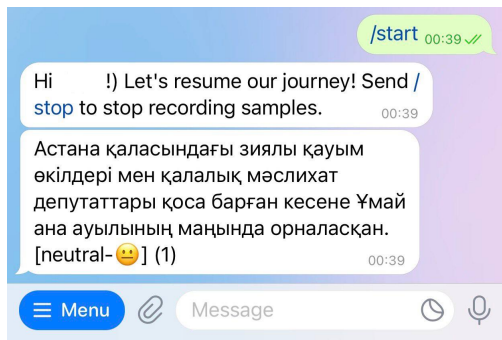 /start 00:39
Hi !) Let's resume our journey! Send /
stop to stop recording samples. 00:39
Астана қаласындағы зиялы қауым
өкілдері мен қалалық мәслихат
депутаттары қоса барған кесене Ұмай
ана ауылының маңында орналасқан.
[neutral-😐] (1) 00:39
Menu Message